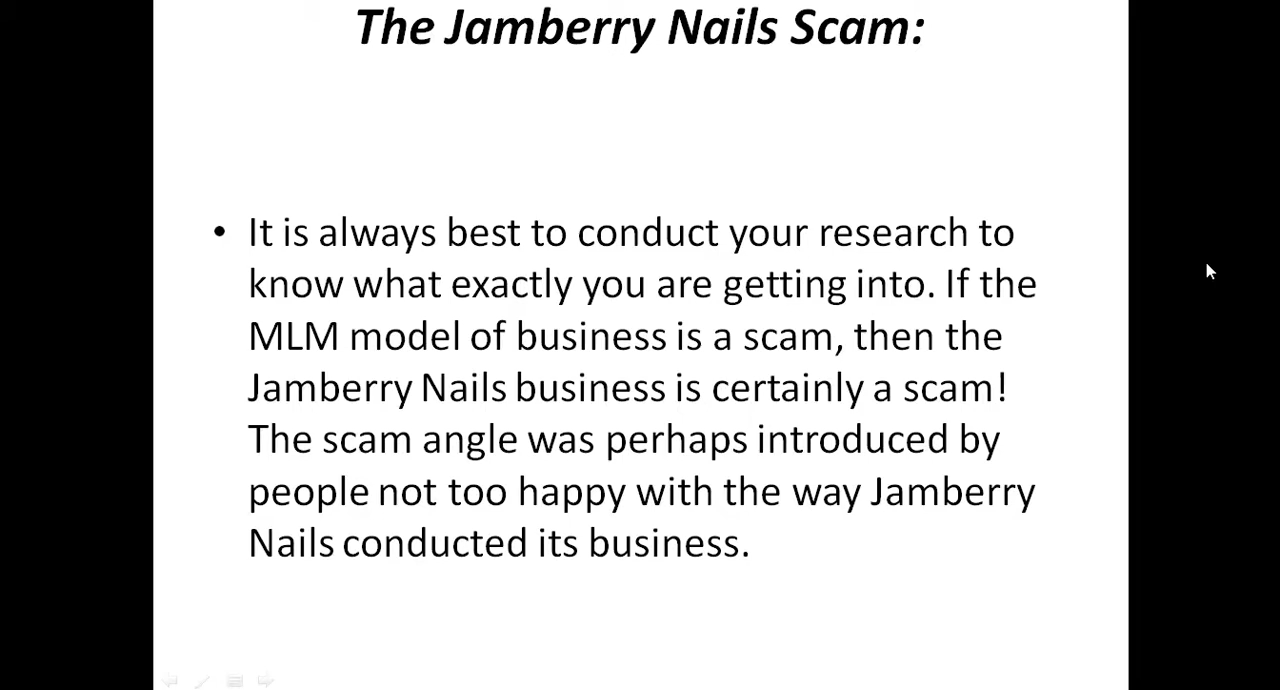 The Jamberry Nails Scam:
• It is always best to conduct your research to
know what exactly you are getting into. If the
MLM model of business is a scam, then the
Jamberry Nails business is certainly a scam!
The scam angle was perhaps introduced by
people not too happy with the way Jamberry
Nails conducted its business.